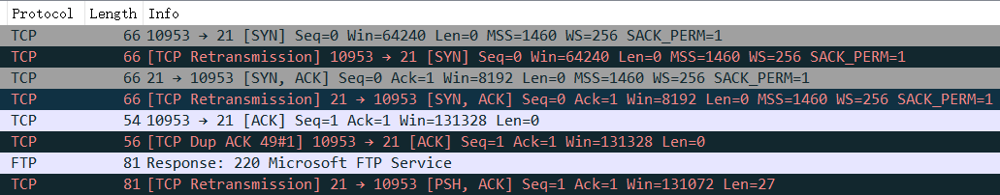 Protocol Length Info
TCP 66 10953 → 21 [SYN] Seq=0 Win=64240 Len=0 MSS=1460 WS=256 SACK_PERM=1
TCP 66 [TCP Retransmission] 10953 → 21 [SYN] Seq=0 Win=64240 Len=0 MSS=1460 WS=256 SACK_PERM=1
TCP 66 21 → 10953 [SYN, ACK] Seq=0 Ack=1 Win=8192 Len=0 MSS=1460 WS=256 SACK_PERM=1
TCP 66 [TCP Retransmission] 21 → 10953 [SYN, ACK] Seq=0 Ack=1 Win=8192 Len=0 MSS=1460 WS=256 SACK_PERM=1
TCP 54 10953 → 21 [ACK] Seq=1 Ack=1 Win=131328 Len=0
TCP 56 [TCP Dup ACK 49#1] 10953 → 21 [ACK] Seq=1 Ack=1 Win=131328 Len=0
FTP 81 Response: 220 Microsoft FTP Service
TCP 81 [TCP Retransmission] 21 → 10953 [PSH, ACK] Seq=1 Ack=1 Win=131072 Len=27